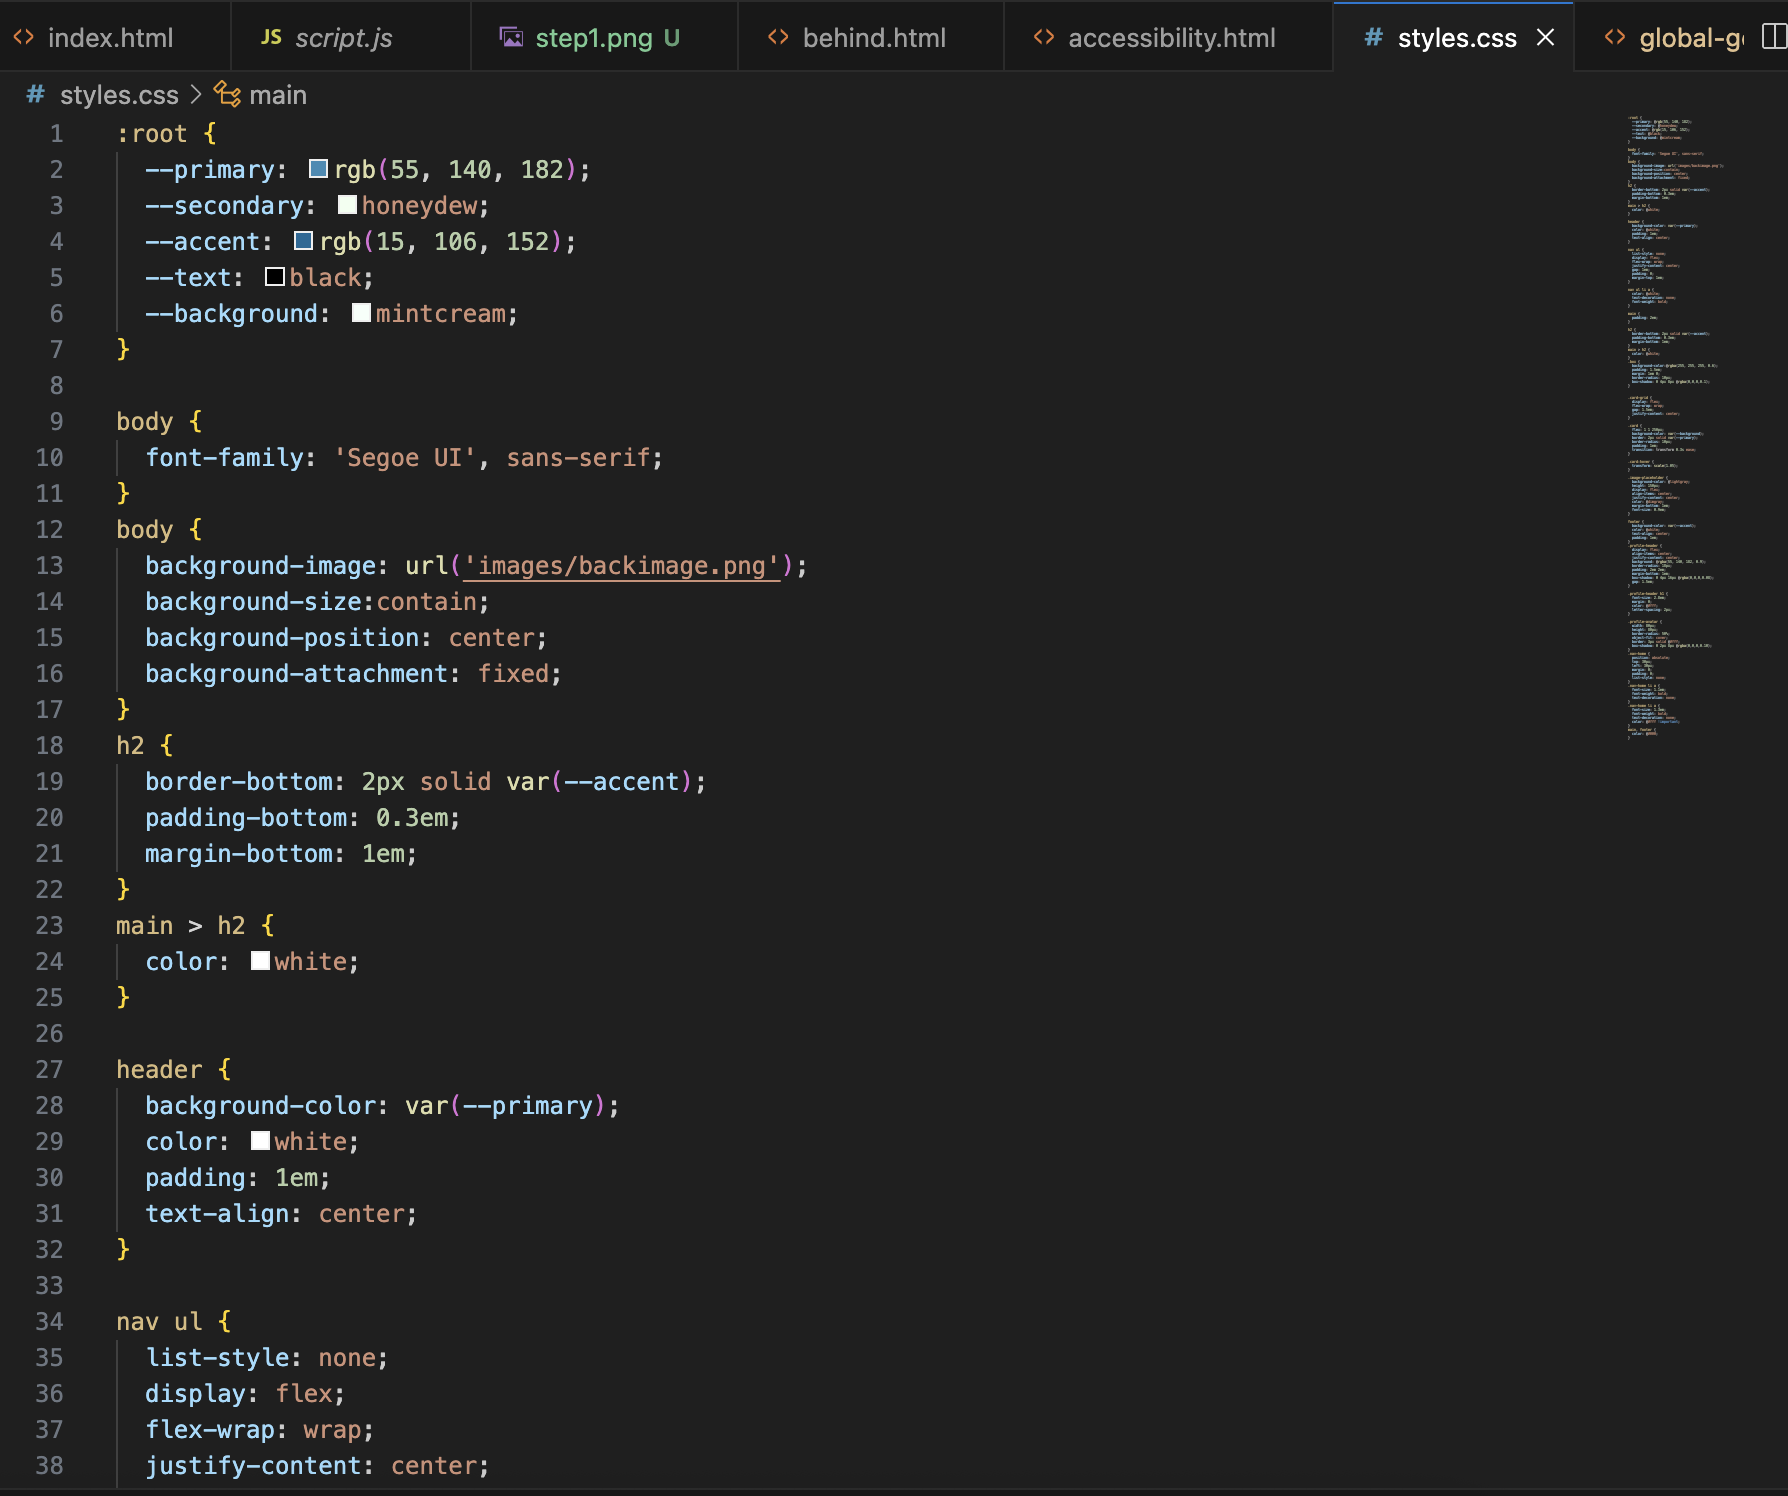 index.html
JS script.js
step1.png U
behind.html
accessibility.html
# styles.css
# styles.css > main
1 :root {
2   --primary: rgb(55, 140, 182);
3   --secondary: honeydew;
4   --accent: rgb(15, 106, 152);
5   --text: black;
6   --background: mintcream;
7 }
8
9 body {
10   font-family: 'Segoe UI', sans-serif;
11 }
12 body {
13   background-image: url('images/backimage.png');
14   background-size:contain;
15   background-position: center;
16   background-attachment: fixed;
17 }
18 h2 {
19   border-bottom: 2px solid var(--accent);
20   padding-bottom: 0.3em;
21   margin-bottom: 1em;
22 }
23 main > h2 {
24   color: white;
25 }
26
27 header {
28   background-color: var(--primary);
29   color: white;
30   padding: 1em;
31   text-align: center;
32 }
33
34 nav ul {
35   list-style: none;
36   display: flex;
37   flex-wrap: wrap;
38   justify-content: center;